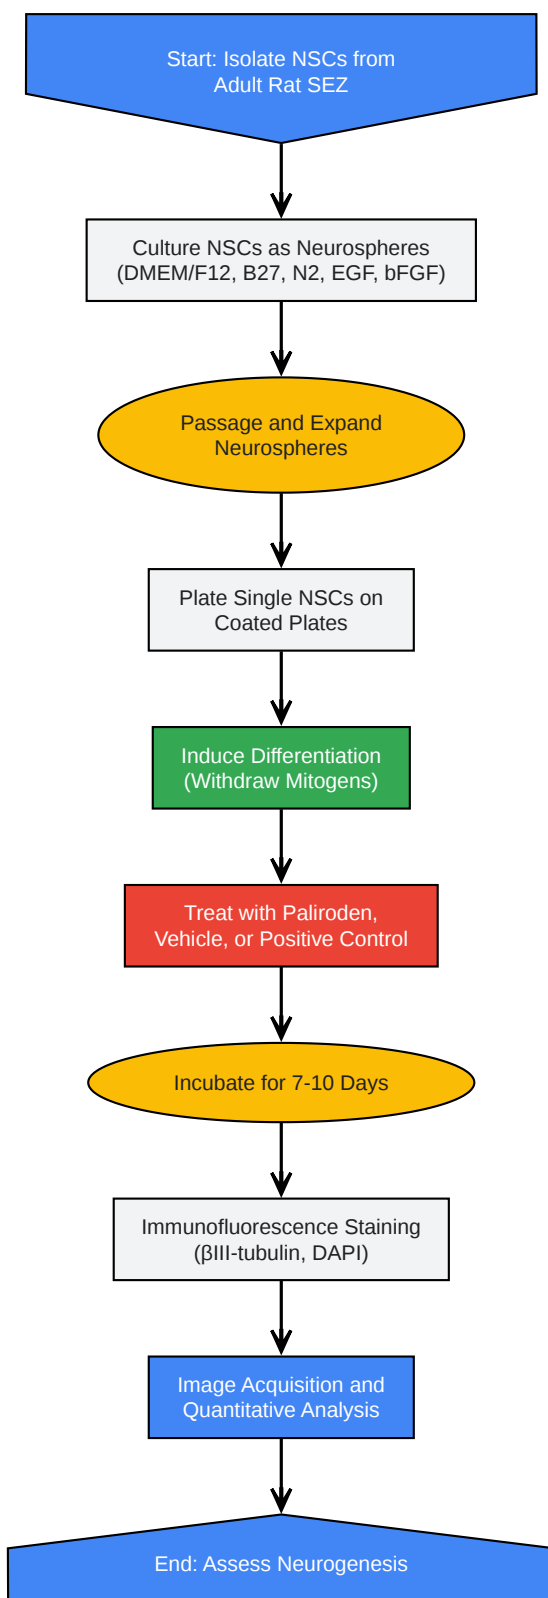 Start: Isolate NSCs from
Adult Rat SEZ
Culture NSCs as Neurospheres
(DMEM/F12, B27, N2, EGF, bFGF)
Passage and Expand
Neurospheres
Plate Single NSCs on
Coated Plates
Induce Differentiation
(Withdraw Mitogens)
Treat with Paliroden,
Vehicle, or Positive Control
Incubate for 7-10 Days
Immunofluorescence Staining
(βIII-tubulin, DAPI)
Image Acquisition and
Quantitative Analysis
End: Assess Neurogenesis